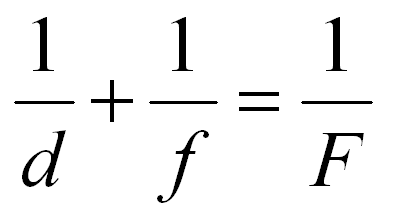 1/d + 1/f = 1/F